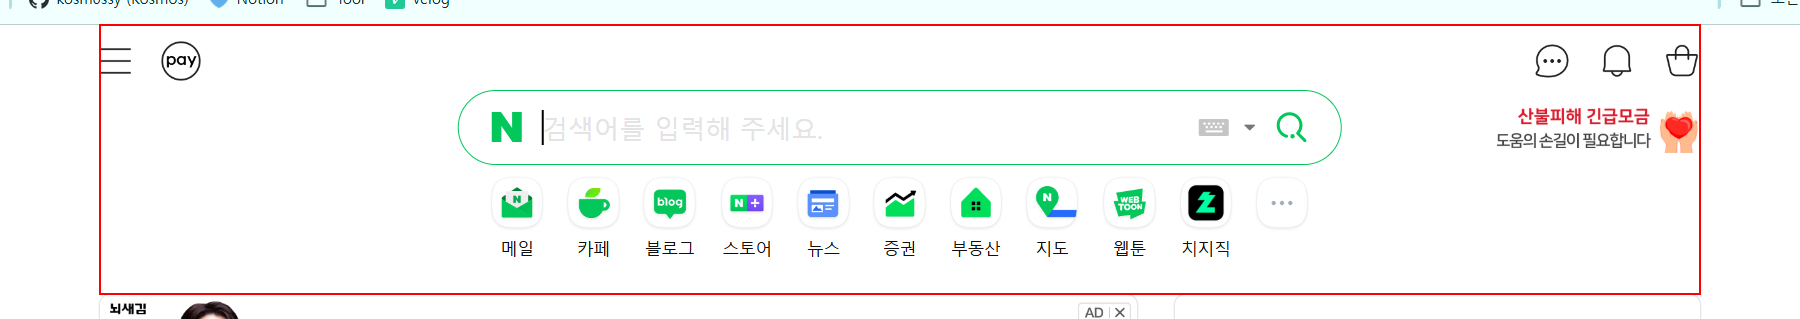 kosm0ssy (Kosmos) Notion Tool velog
pay
산불피해 긴급모금
N 검색어를 입력해 주세요.
도움의 손길이 필요합니다
N blog N+ N WEB TOON
메일 카페 블로그 스토어 뉴스 증권 부동산 지도 웹툰 치지직
뇌새김
AD